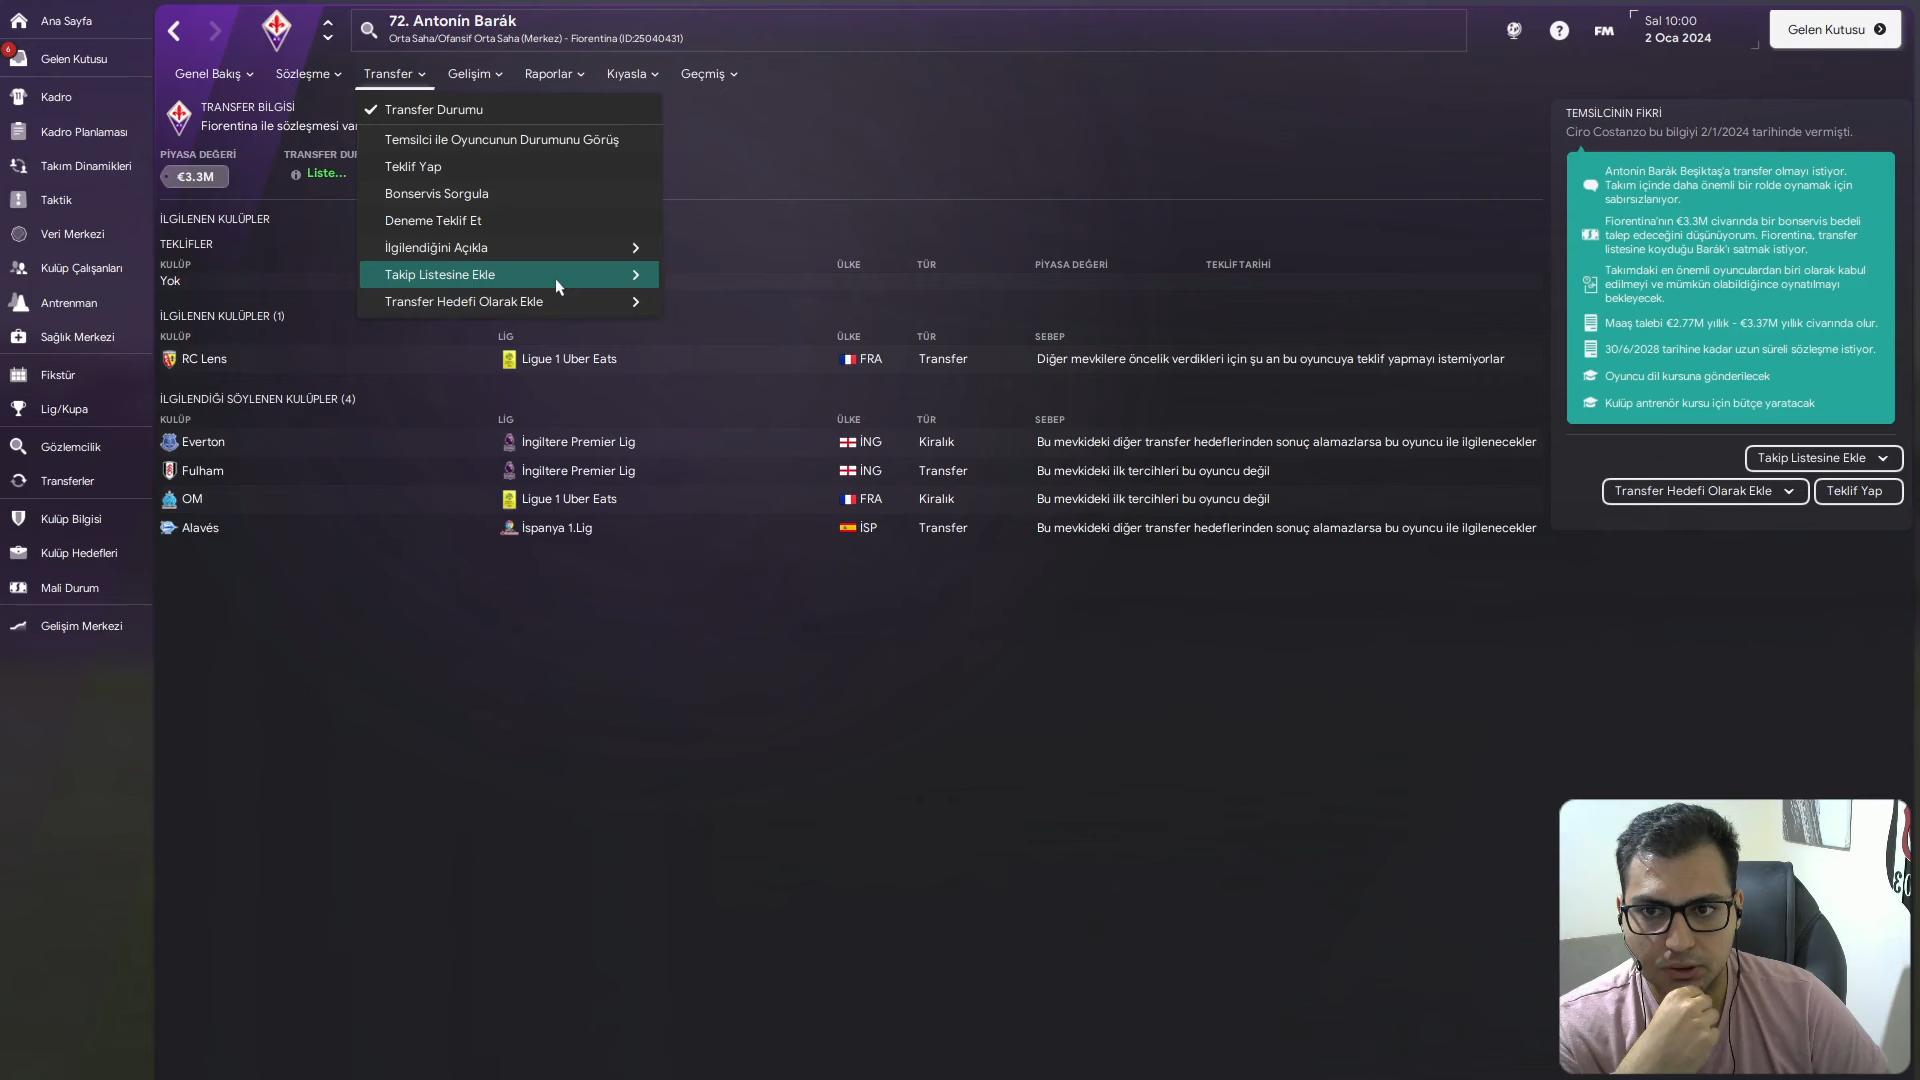 Ana Sayfa
6
Gelen Kutusu
Kadro
Kadro Planlaması
Takım Dinamikleri
Taktik
Veri Merkezi
Kulüp Çalışanları
Antrenman
Sağlık Merkezi
Fikstür
Lig/Kupa
Gözlemcilik
Transferler
Kulüp Bilgisi
Kulüp Hedefleri
Mali Durum
Gelişim Merkezi
72. Antonín Barák
Orta Saha/Ofansif Orta Saha (Merkez) - Fiorentina (ID:25040431)
FM
Sal 10:00
2 Oca 2024
Gelen Kutusu
Genel Bakış Sözleşme Transfer Gelişim Raporlar Kıyasla Geçmiş
TRANSFER BİLGİSİ
Fiorentina ile sözleşmesi va
PİYASA DEĞERİ TRANSFER DU
€3.3M Liste...
Transfer Durumu
Temsilci ile Oyuncunun Durumunu Görüş
Teklif Yap
Bonservis Sorgula
Deneme Teklif Et
İlgilendiğini Açıkla
Takip Listesine Ekle
Transfer Hedefi Olarak Ekle
İLGİLENEN KULÜPLER
TEKLİFLER
KULÜP ÜLKE TÜR PİYASA DEĞERİ TEKLİF TARİHİ
Yok
İLGİLENEN KULÜPLER (1)
KULÜP LİG ÜLKE TÜR SEBEP
RC Lens Ligue 1 Uber Eats FRA Transfer Diğer mevkilere öncelik verdikleri için şu an bu oyuncuya teklif yapmayı istemiyorlar
İLGİLENDİĞİ SÖYLENEN KULÜPLER (4)
KULÜP LİG ÜLKE TÜR SEBEP
Everton İngiltere Premier Lig İNG Kiralık Bu mevkideki diğer transfer hedeflerinden sonuç alamazlarsa bu oyuncu ile ilgilenecekler
Fulham İngiltere Premier Lig İNG Transfer Bu mevkideki ilk tercihleri bu oyuncu değil
OM Ligue 1 Uber Eats FRA Kiralık Bu mevkideki ilk tercihleri bu oyuncu değil
Alavés İspanya 1.Lig İSP Transfer Bu mevkideki diğer transfer hedeflerinden sonuç alamazlarsa bu oyuncu ile ilgilenecekler
TEMSİLCİNİN FİKRİ
Ciro Costanzo bu bilgiyi 2/1/2024 tarihinde vermişti.
Antonín Barák Beşiktaş'a transfer olmayı istiyor.
Takım içinde daha önemli bir rolde oynamak için
sabırsızlanıyor.
Fiorentina'nın €3.3M civarında bir bonservis bedeli
talep edeceğini düşünüyorum. Fiorentina, transfer
listesine koyduğu Barák'ı satmak istiyor.
Takımdaki en önemli oyunculardan biri olarak kabul
edilmeyi ve mümkün olabildiğince oynatılmayı
bekleyecek.
Maaş talebi €2.77M yıllık - €3.37M yıllık civarında olur.
30/6/2028 tarihine kadar uzun süreli sözleşme istiyor.
Oyuncu dil kursuna gönderilecek
Kulüp antrenör kursu için bütçe yaratacak
Takip Listesine Ekle
Transfer Hedefi Olarak Ekle Teklif Yap